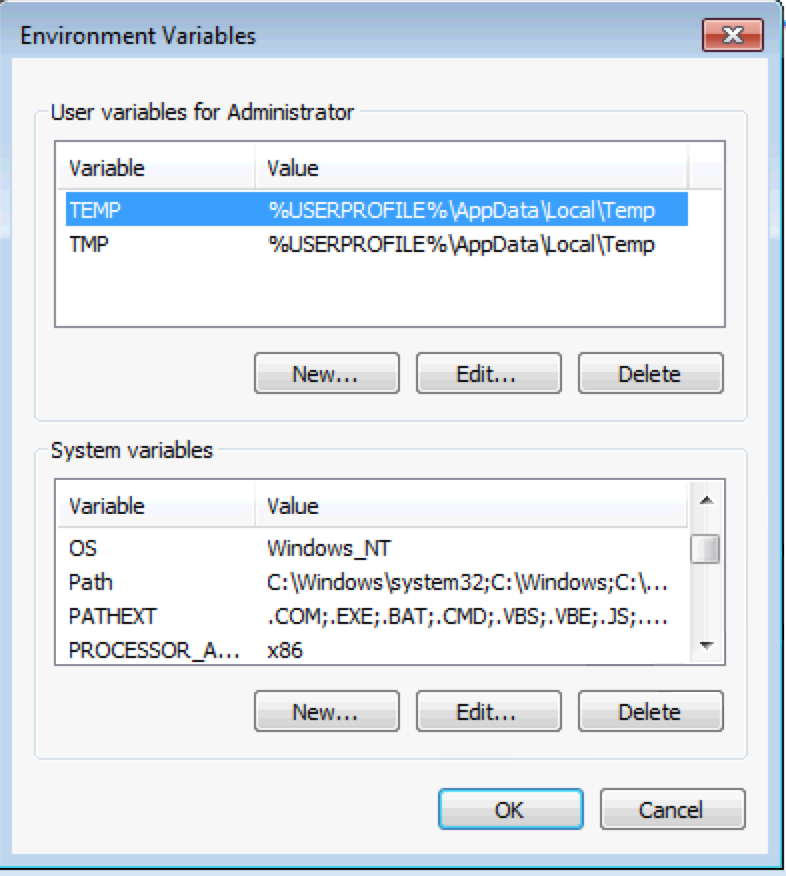 Environment Variables
User variables for Administrator
Variable Value
TEMP %USERPROFILE%\AppData\Local\Temp
TMP %USERPROFILE%\AppData\Local\Temp
New... Edit... Delete
System variables
Variable Value
OS Windows_NT
Path C:\Windows\system32;C:\Windows;C:\...
PATHEXT .COM;.EXE;.BAT;.CMD;.VBS;.VBE;.JS;....
PROCESSOR_A... x86
New... Edit... Delete
OK Cancel